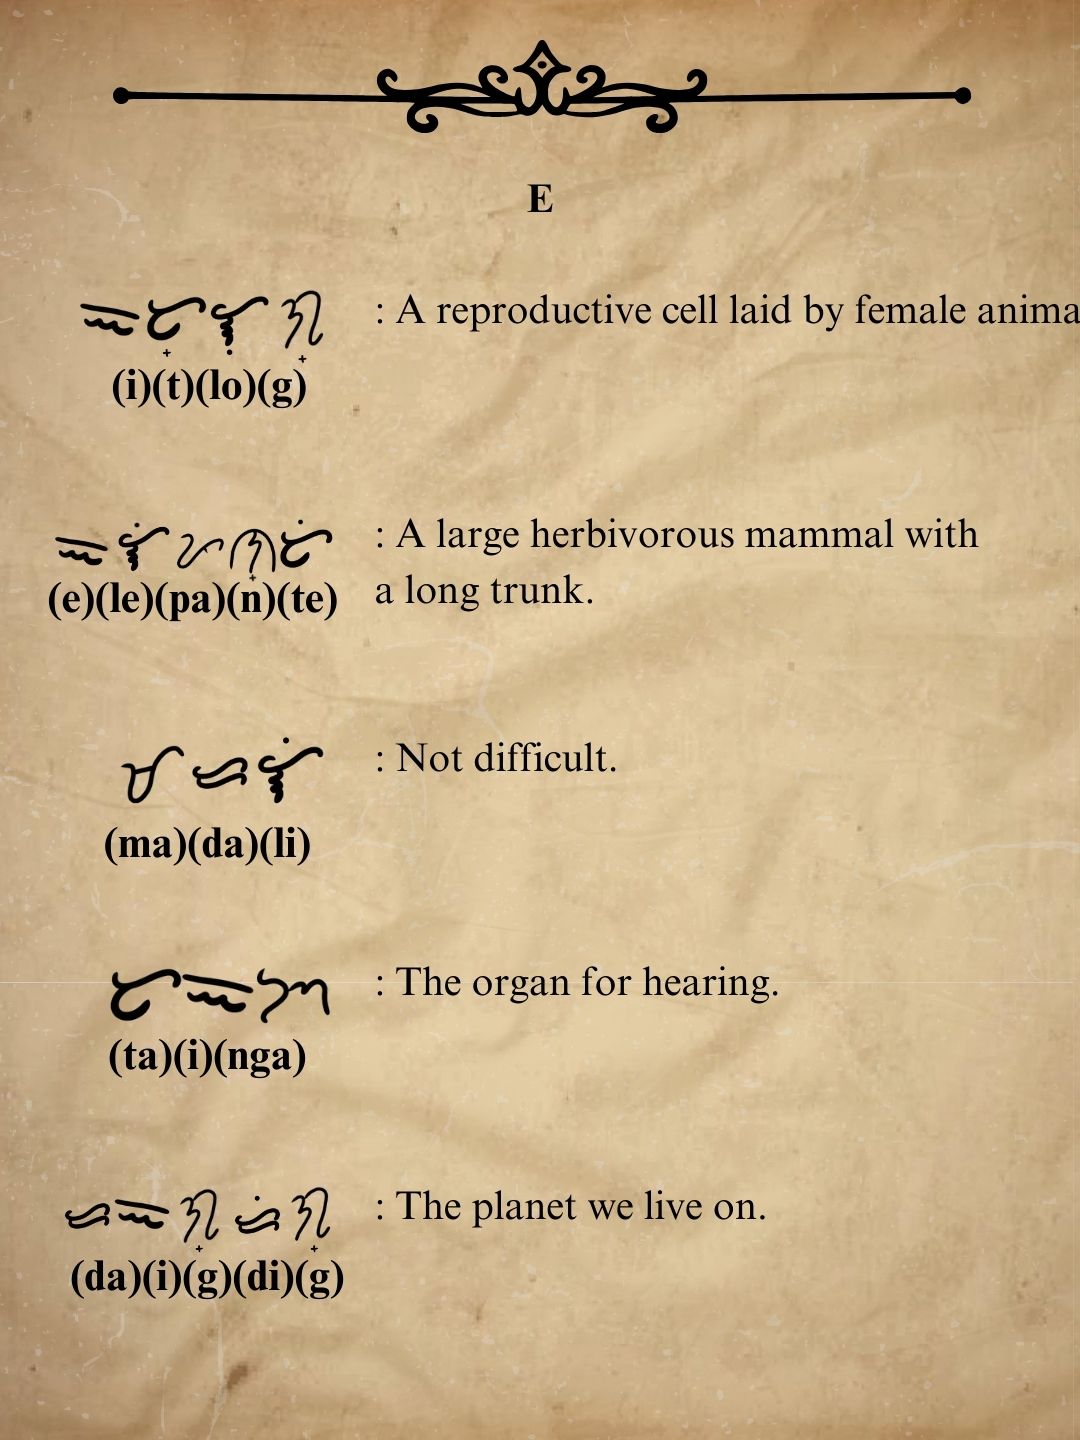 E
ᜁᜆ᜔ᜎᜓᜄ᜔ : A reproductive cell laid by female anima
(i)(t)(lo)(g)
ᜁᜎᜒᜉᜈ᜔ᜆᜒ : A large herbivorous mammal with
(e)(le)(pa)(n)(te) a long trunk.
ᜋᜇᜎᜒ : Not difficult.
(ma)(da)(li)
ᜆᜁᜅ : The organ for hearing.
(ta)(i)(nga)
ᜇᜁᜄ᜔ᜇᜒᜄ᜔ : The planet we live on.
(da)(i)(g)(di)(g)